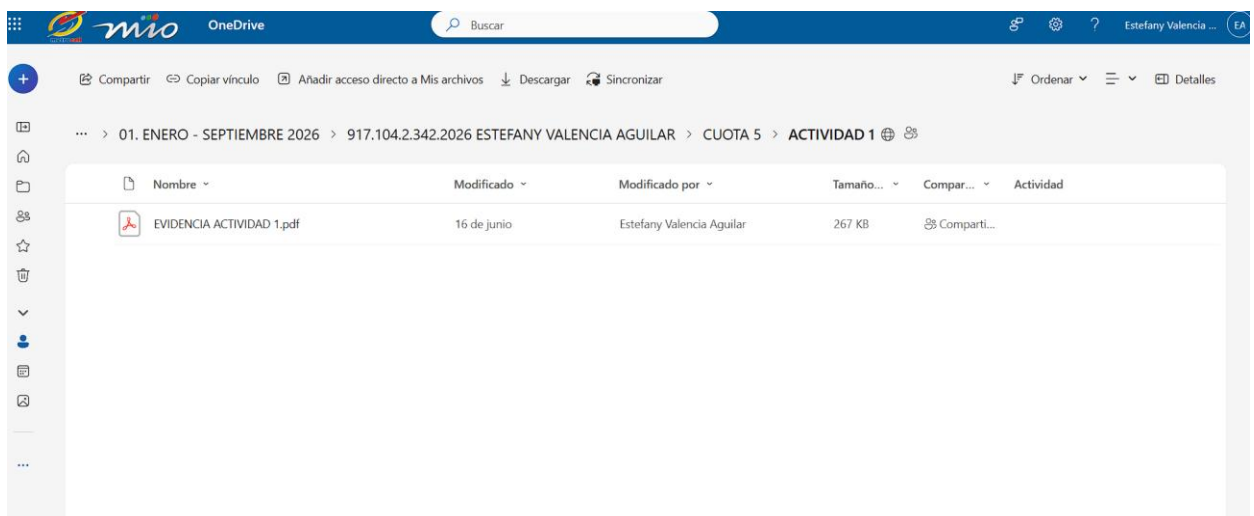 mio OneDrive Buscar ? Estefany Valencia ... EA
Compartir Copiar vínculo Añadir acceso directo a Mis archivos Descargar Sincronizar Ordenar Detalles
... > 01. ENERO - SEPTIEMBRE 2026 > 917.104.2.342.2026 ESTEFANY VALENCIA AGUILAR > CUOTA 5 > ACTIVIDAD 1
Nombre Modificado Modificado por Tamaño... Compar... Actividad
EVIDENCIA ACTIVIDAD 1.pdf 16 de junio Estefany Valencia Aguilar 267 KB Comparti...